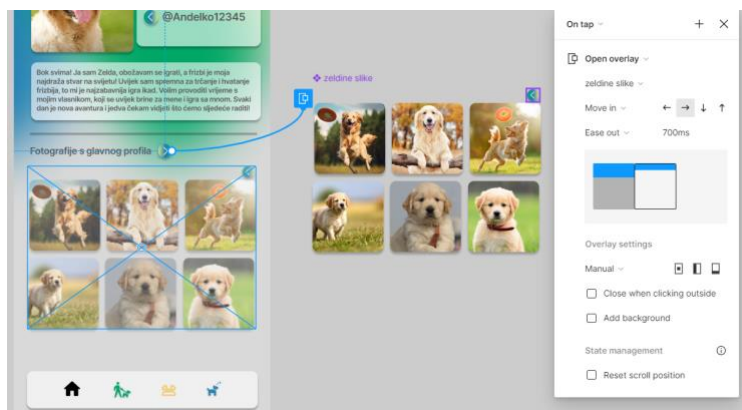 @Andelko12345
Bok svima! Ja sam Zelda, obožavam se igrati, a frizbi je moja
najdraža stvar na svijetu! Uvijek sam spremna za trčanje i hvatanje
frizbija, to mi je najzabavnija igra ikad. Volim provoditi vrijeme s
mojim vlasnikom, koji se uvijek brine za mene i igra sa mnom. Svaki
dan je nova avantura i jedva čekam vidjeti što ćemo sljedeće raditi!
Fotografije s glavnog profila
zeldine slike
On tap
Open overlay
zeldine slike
Move in
Ease out 700ms
Overlay settings
Manual
Close when clicking outside
Add background
State management
Reset scroll position